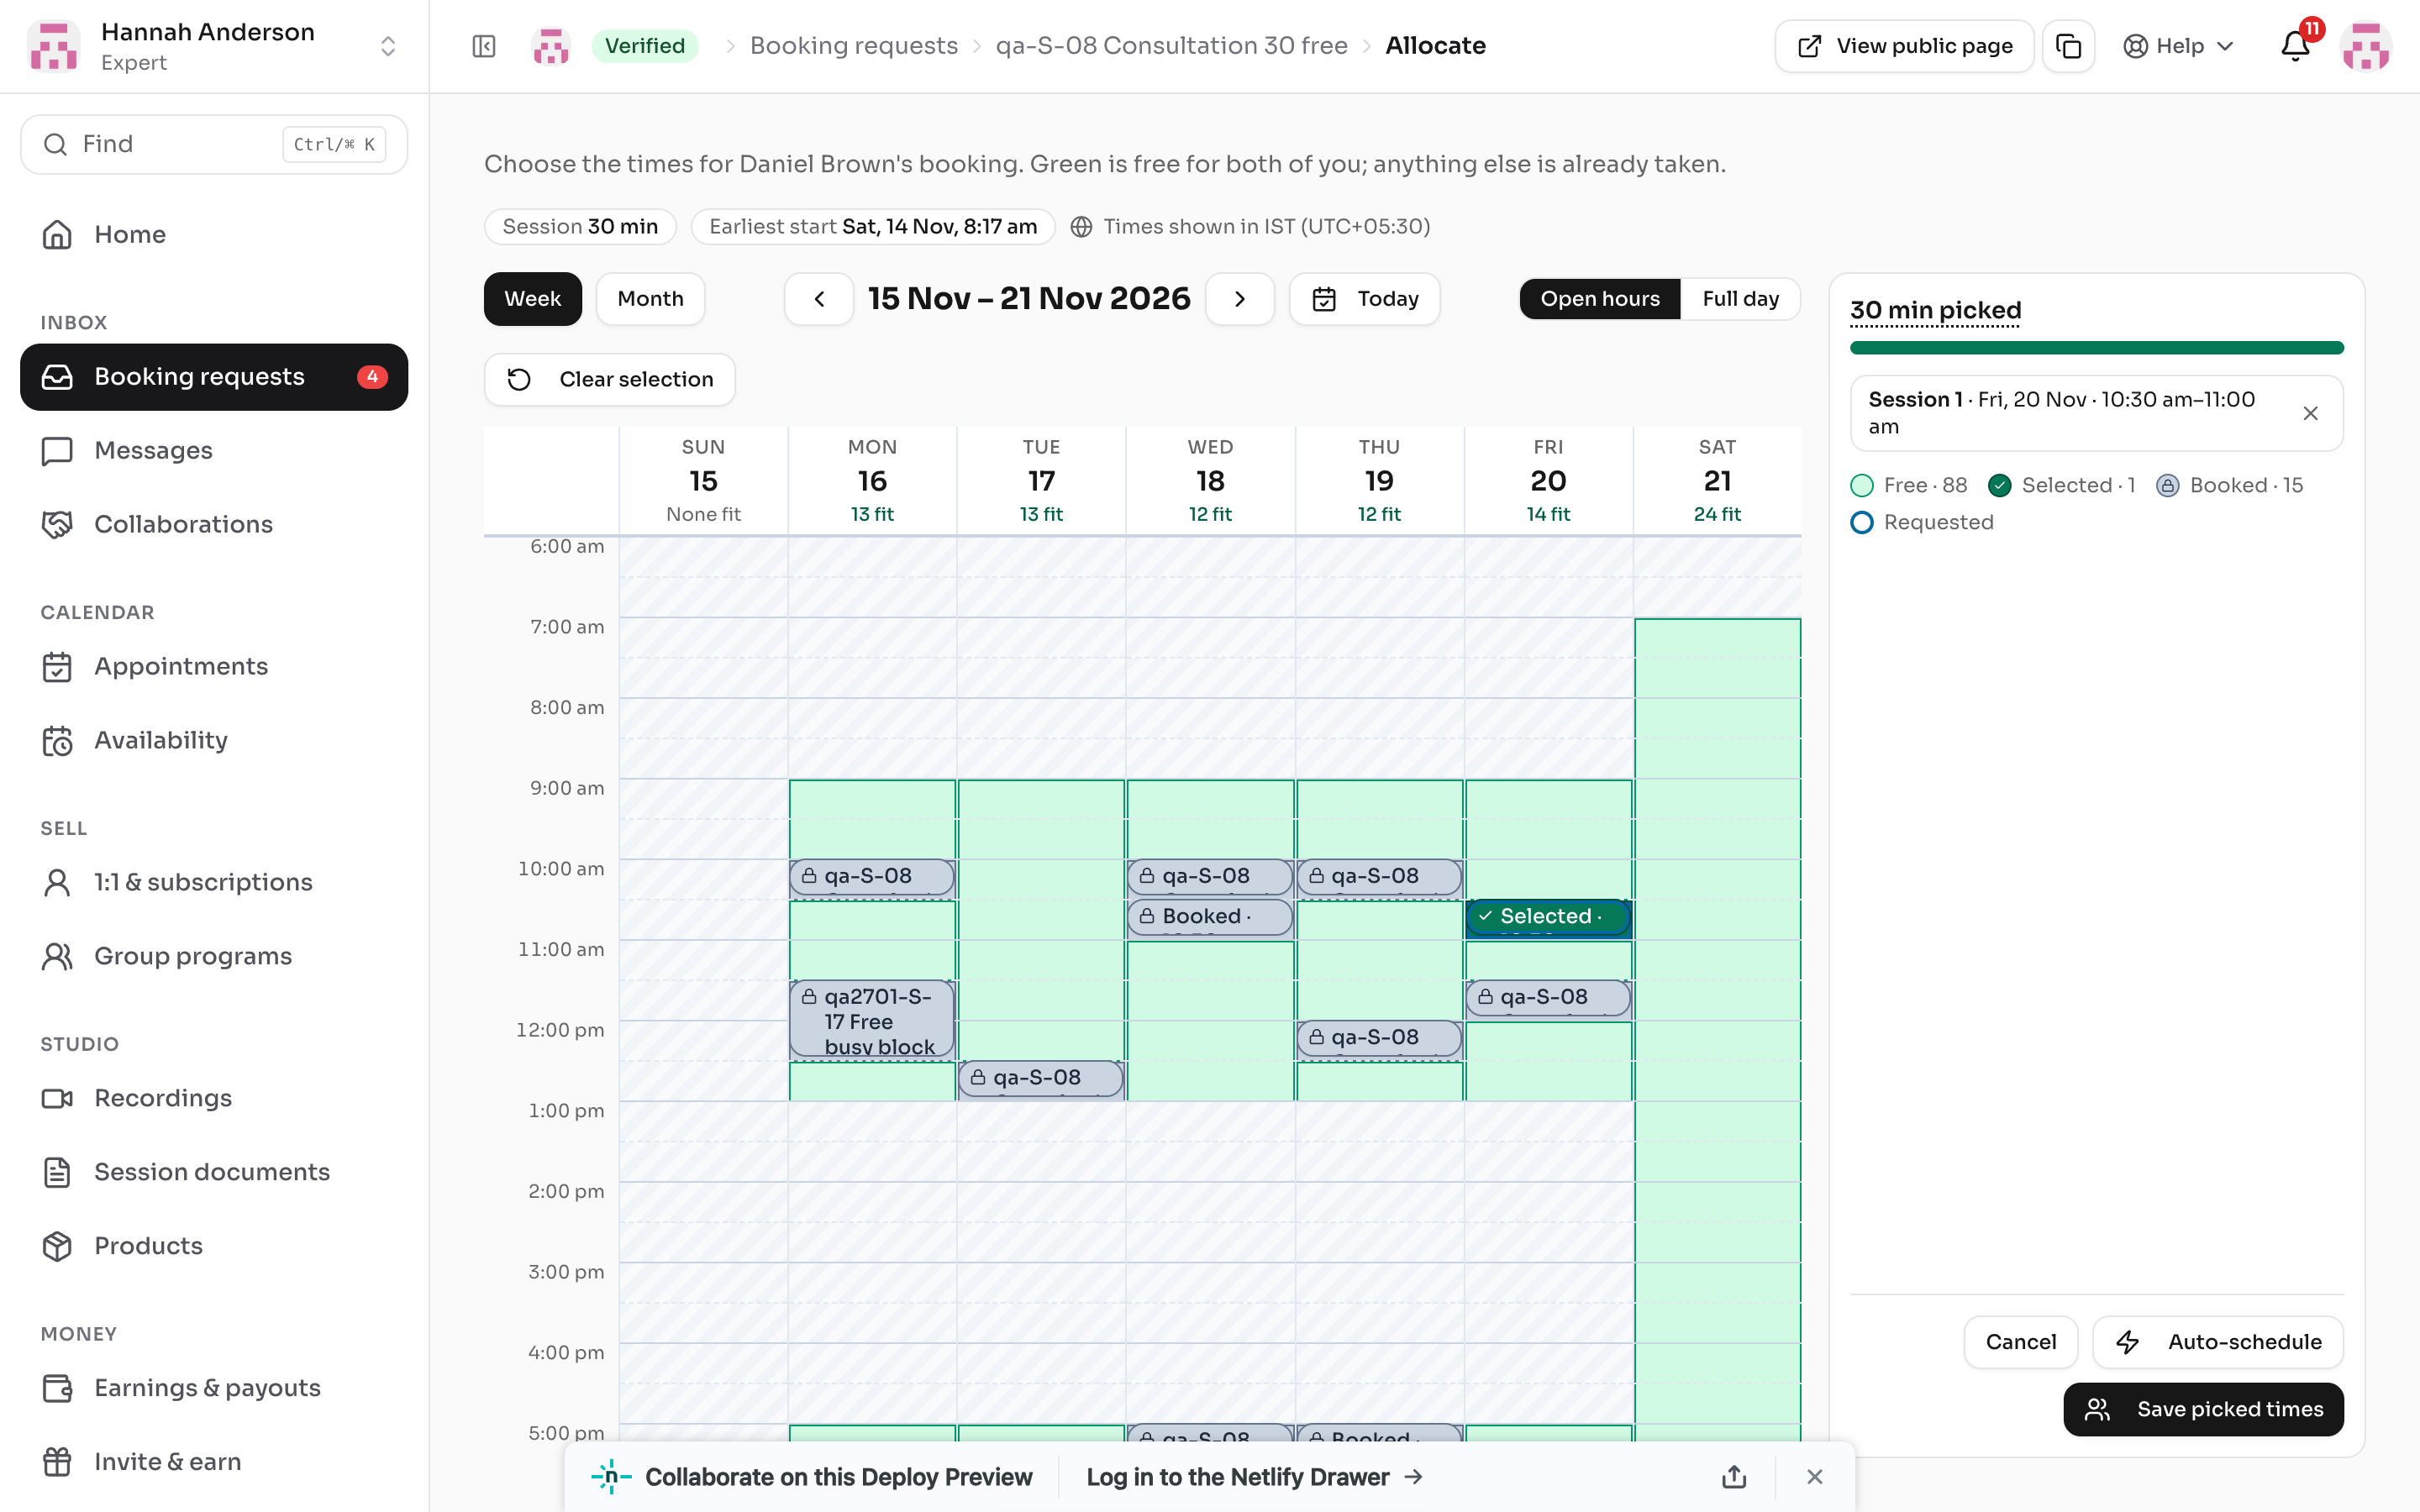 Hannah Anderson
Expert
Verified
Booking requests
qa-S-08 Consultation 30 free
Allocate
View public page
Help
11
Find
Ctrl/⌘ K
Home
INBOX
Booking requests
4
Messages
Collaborations
CALENDAR
Appointments
Availability
SELL
1:1 & subscriptions
Group programs
STUDIO
Recordings
Session documents
Products
MONEY
Earnings & payouts
Invite & earn
Choose the times for Daniel Brown's booking. Green is free for both of you; anything else is already taken.
Session 30 min
Earliest start Sat, 14 Nov, 8:17 am
Times shown in IST (UTC+05:30)
Week
Month
15 Nov – 21 Nov 2026
Today
Open hours
Full day
Clear selection
SUN
15
None fit
MON
16
13 fit
TUE
17
13 fit
WED
18
12 fit
THU
19
12 fit
FRI
20
14 fit
SAT
21
24 fit
6:00 am
7:00 am
8:00 am
9:00 am
10:00 am
qa-S-08
qa-S-08
qa-S-08
Booked ·
Selected ·
11:00 am
qa2701-S-
17 Free
busy block
qa-S-08
12:00 pm
qa-S-08
qa-S-08
1:00 pm
2:00 pm
3:00 pm
4:00 pm
5:00 pm
qa-S-08
Booked ·
30 min picked
Session 1 · Fri, 20 Nov · 10:30 am–11:00
am
Free · 88
Selected · 1
Booked · 15
Requested
Cancel
Auto-schedule
Save picked times
Collaborate on this Deploy Preview
Log in to the Netlify Drawer →